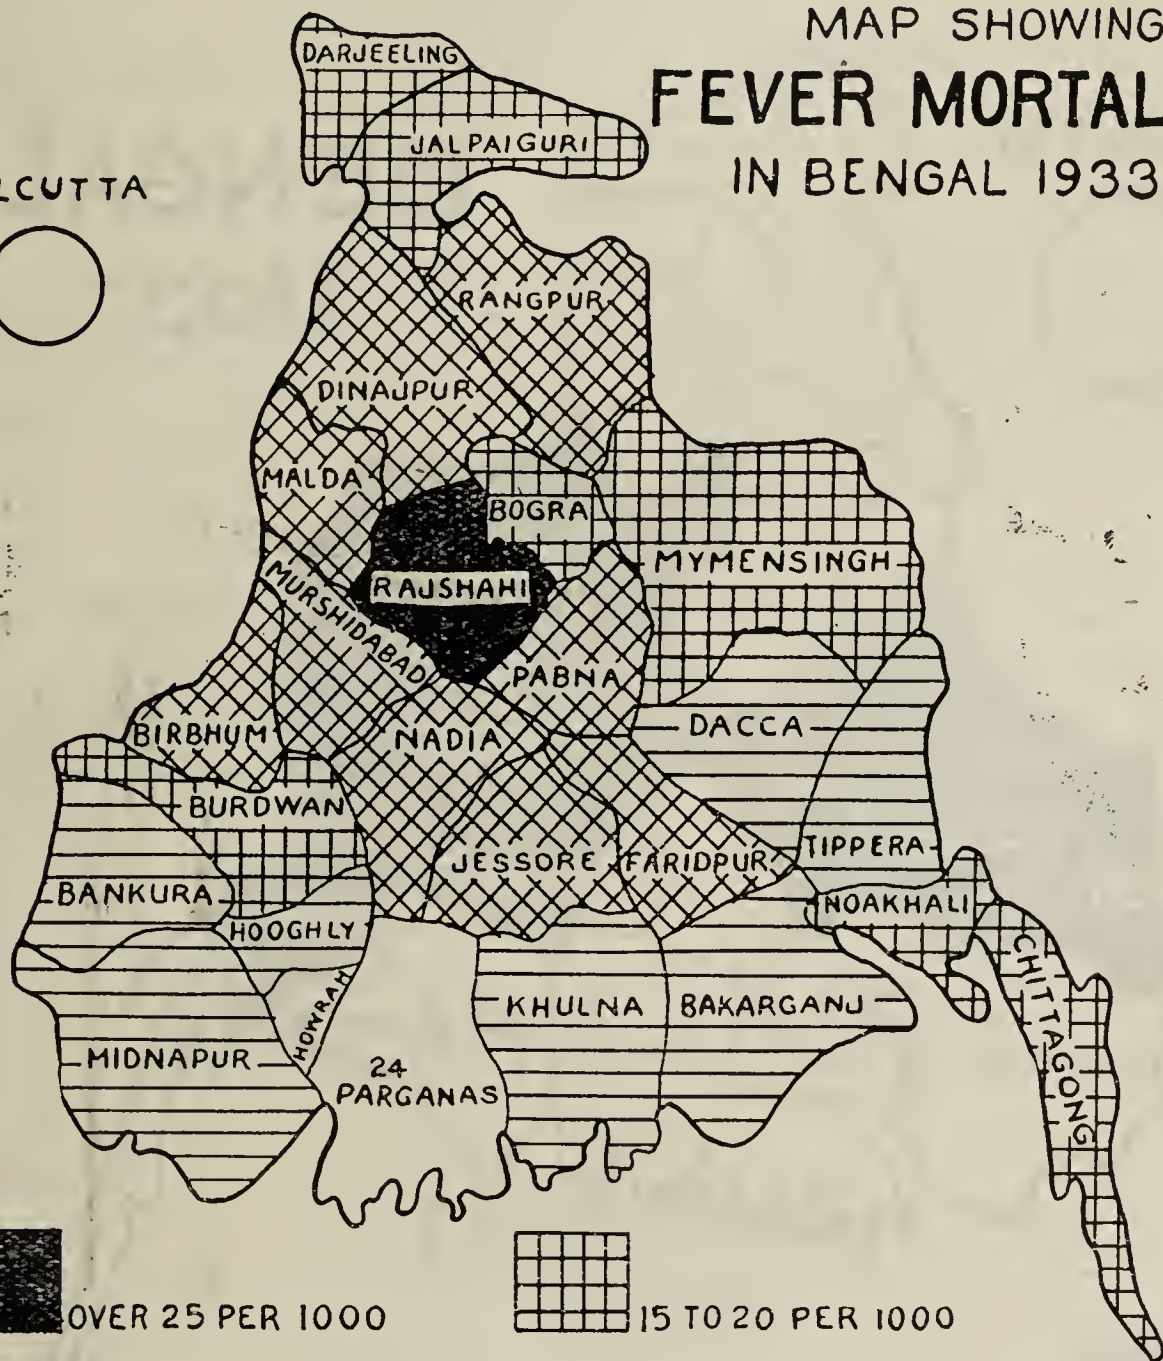 MAP SHOWING
FEVER MORTAL
IN BENGAL 1933
LCUTTA
DARJEELING
JALPAIGURI
RANGPUR
DINAJPUR
MALDA
BOGRA
RAJSHAHI
MYMENSINGH
MURSHIDABAD
PABNA
BIRBHUM
NADIA
DACCA
BURDWAN
JESSORE
FARIDPUR
TIPPERA
BANKURA
HOOGHLY
NOAKHALI
CHITTAGONG
HOWRAH
KHULNA
BAKARGANJ
MIDNAPUR
24
PARGANAS
OVER 25 PER 1000
15 TO 20 PER 1000